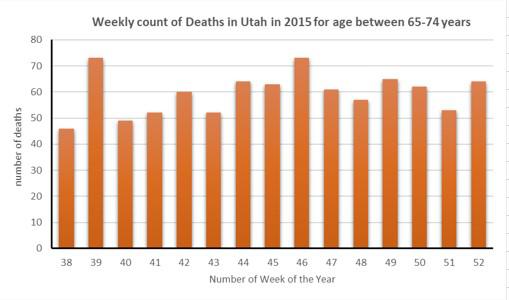 Weekly count of Deaths in Utah in 2015 for age between 65-74 years
number of deaths
80
70
60
50
40
30
20
10
0
38 39 40 41 42 43 44 45 46 47 48 49 50 51 52
Number of Week of the Year